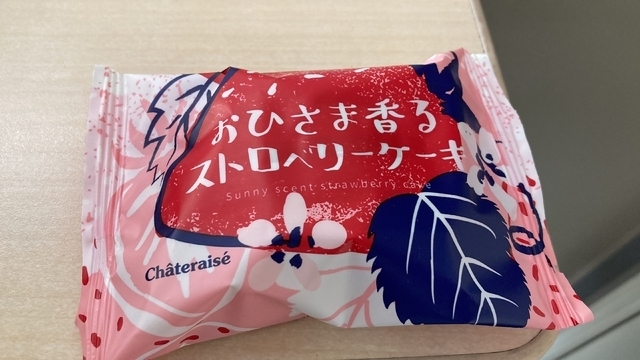 おひさま香る
ストロベリーケーキ
Sunny scent strawberry cake
Châteraisé